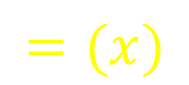 = (x)